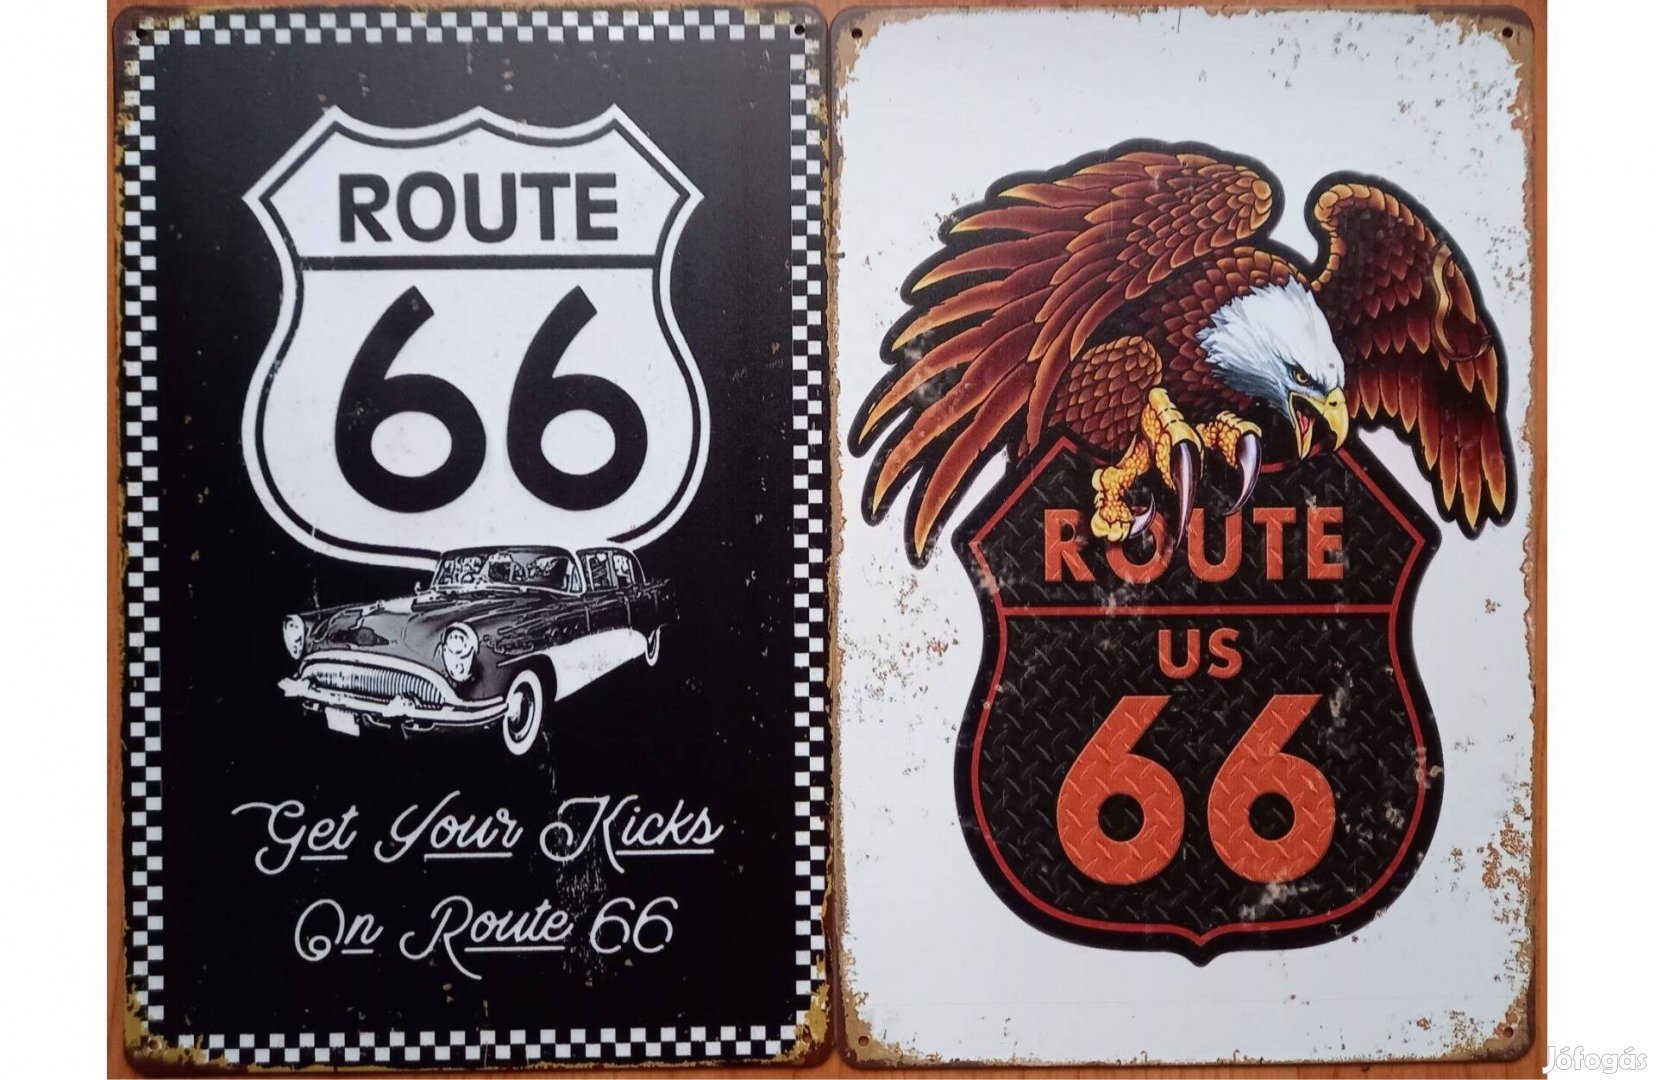 ROUTE
66
Get Your Kicks
On Route 66
ROUTE
US
66
Jófogás